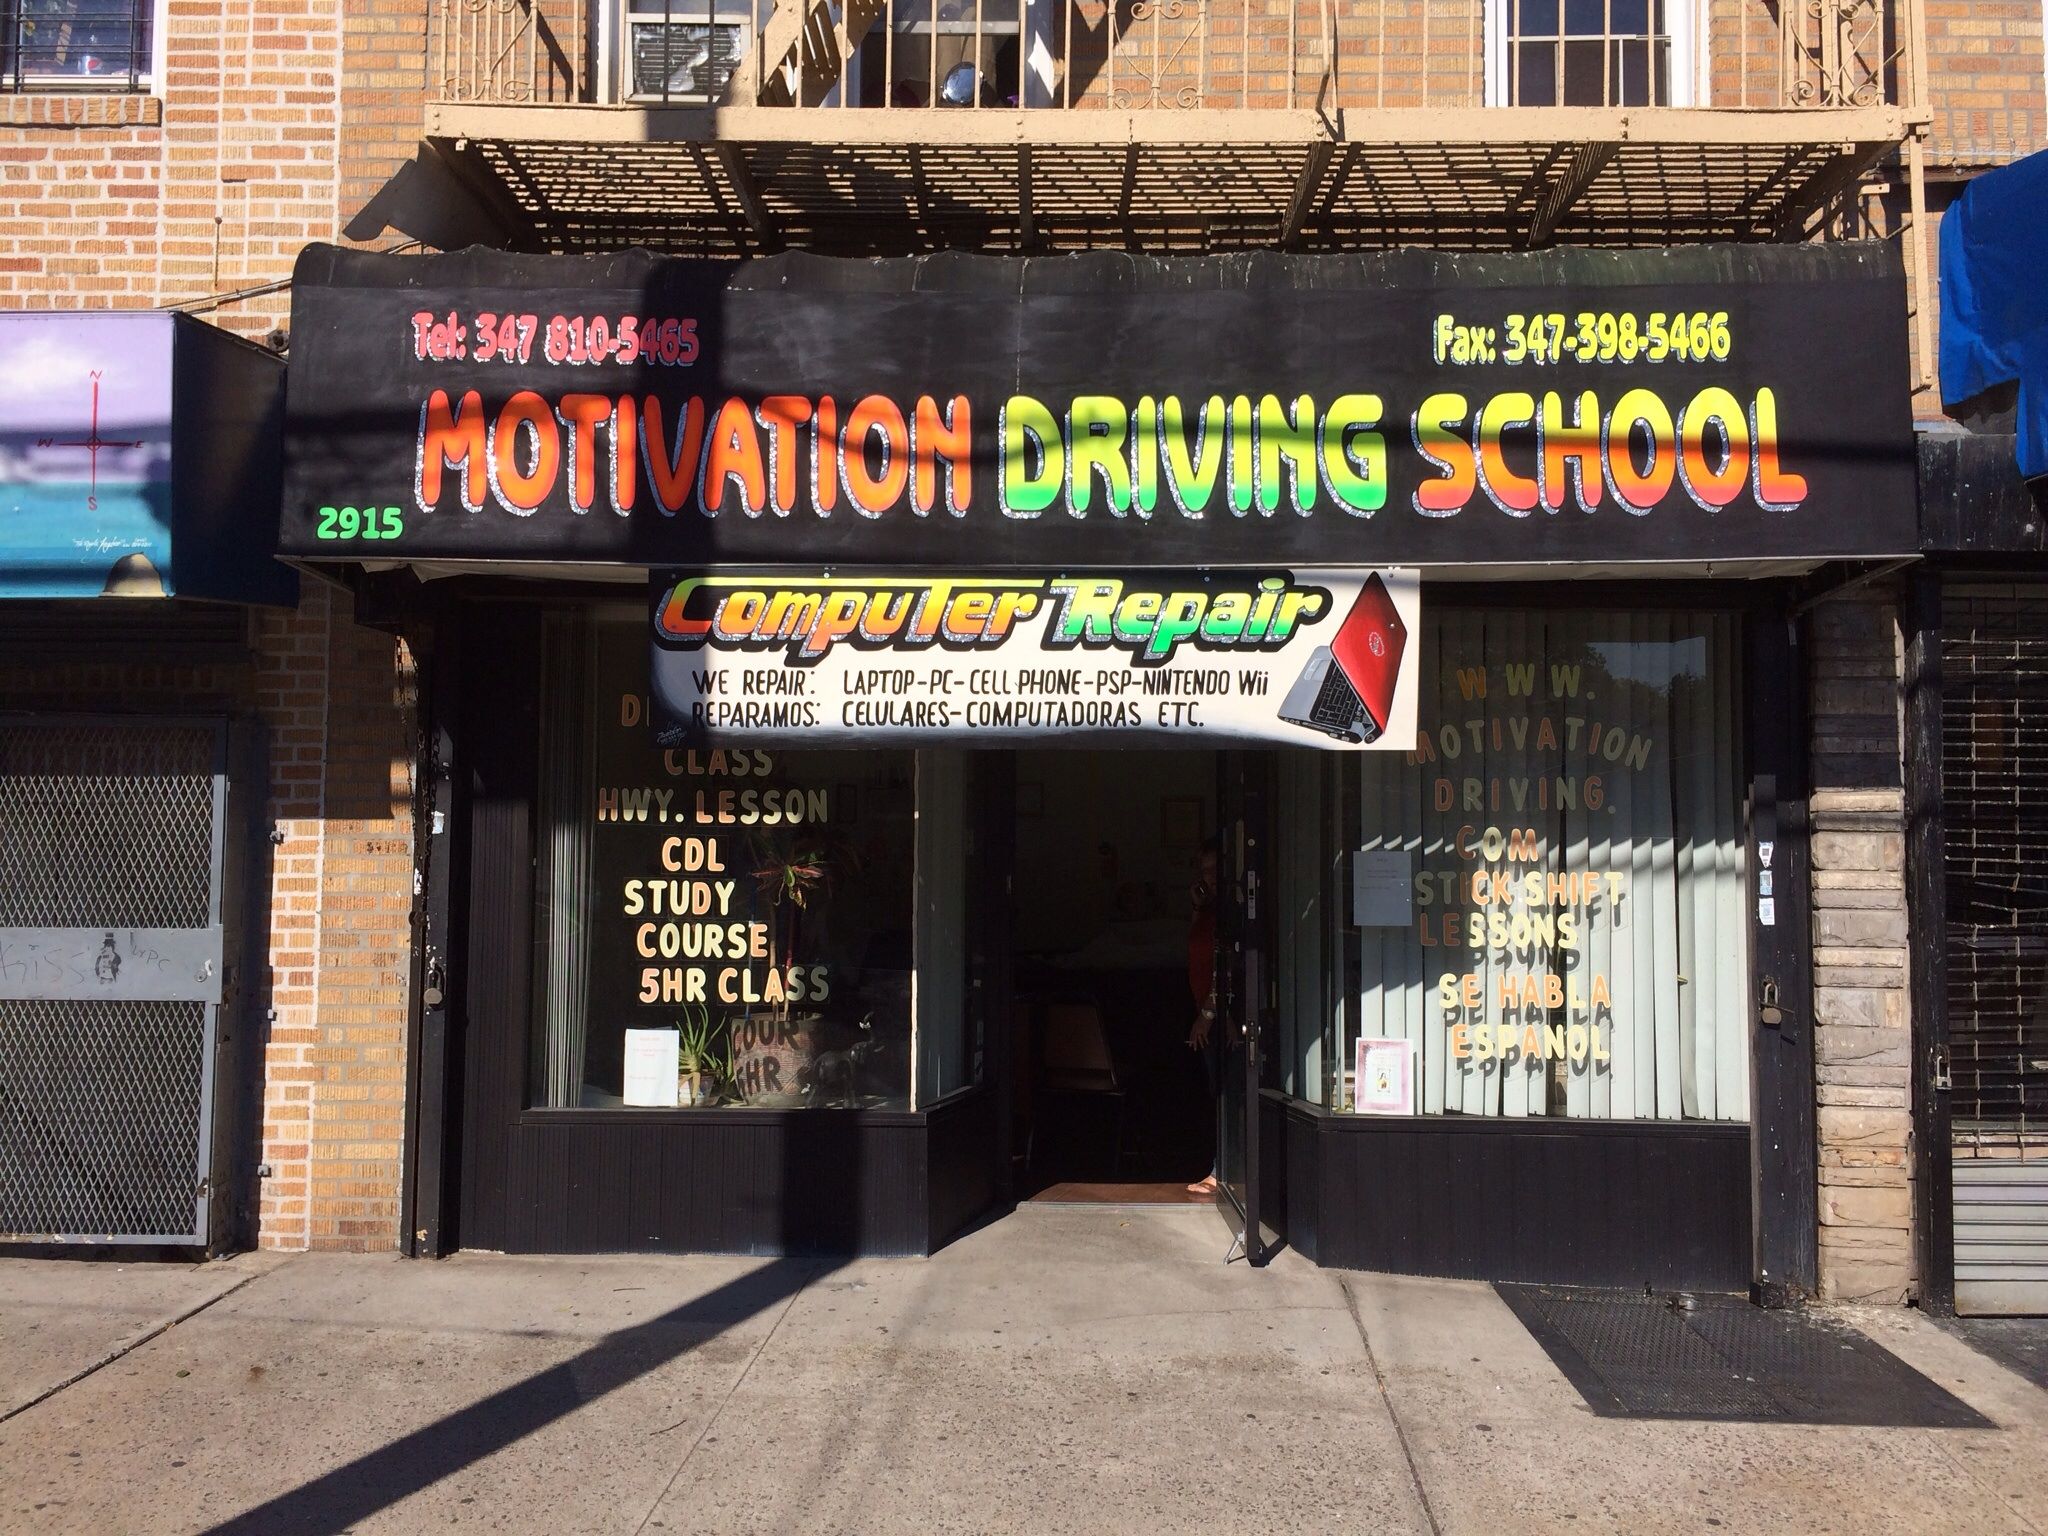 Tel: 347 810-5465
Fax: 347-398-5466
MOTIVATION DRIVING SCHOOL
2915
Computer Repair
WE REPAIR: LAPTOP-PC-CELL PHONE-PSP-NINTENDO Wii
REPARAMOS: CELULARES-COMPUTADORAS ETC.
CLASS
HWY. LESSON
CDL
STUDY
COURSE
5HR CLASS
WWW.
MOTIVATION
DRIVING.
COM
STICK SHIFT
LESSONS
SE HABLA
ESPANOL
N
W E
S
Kiss